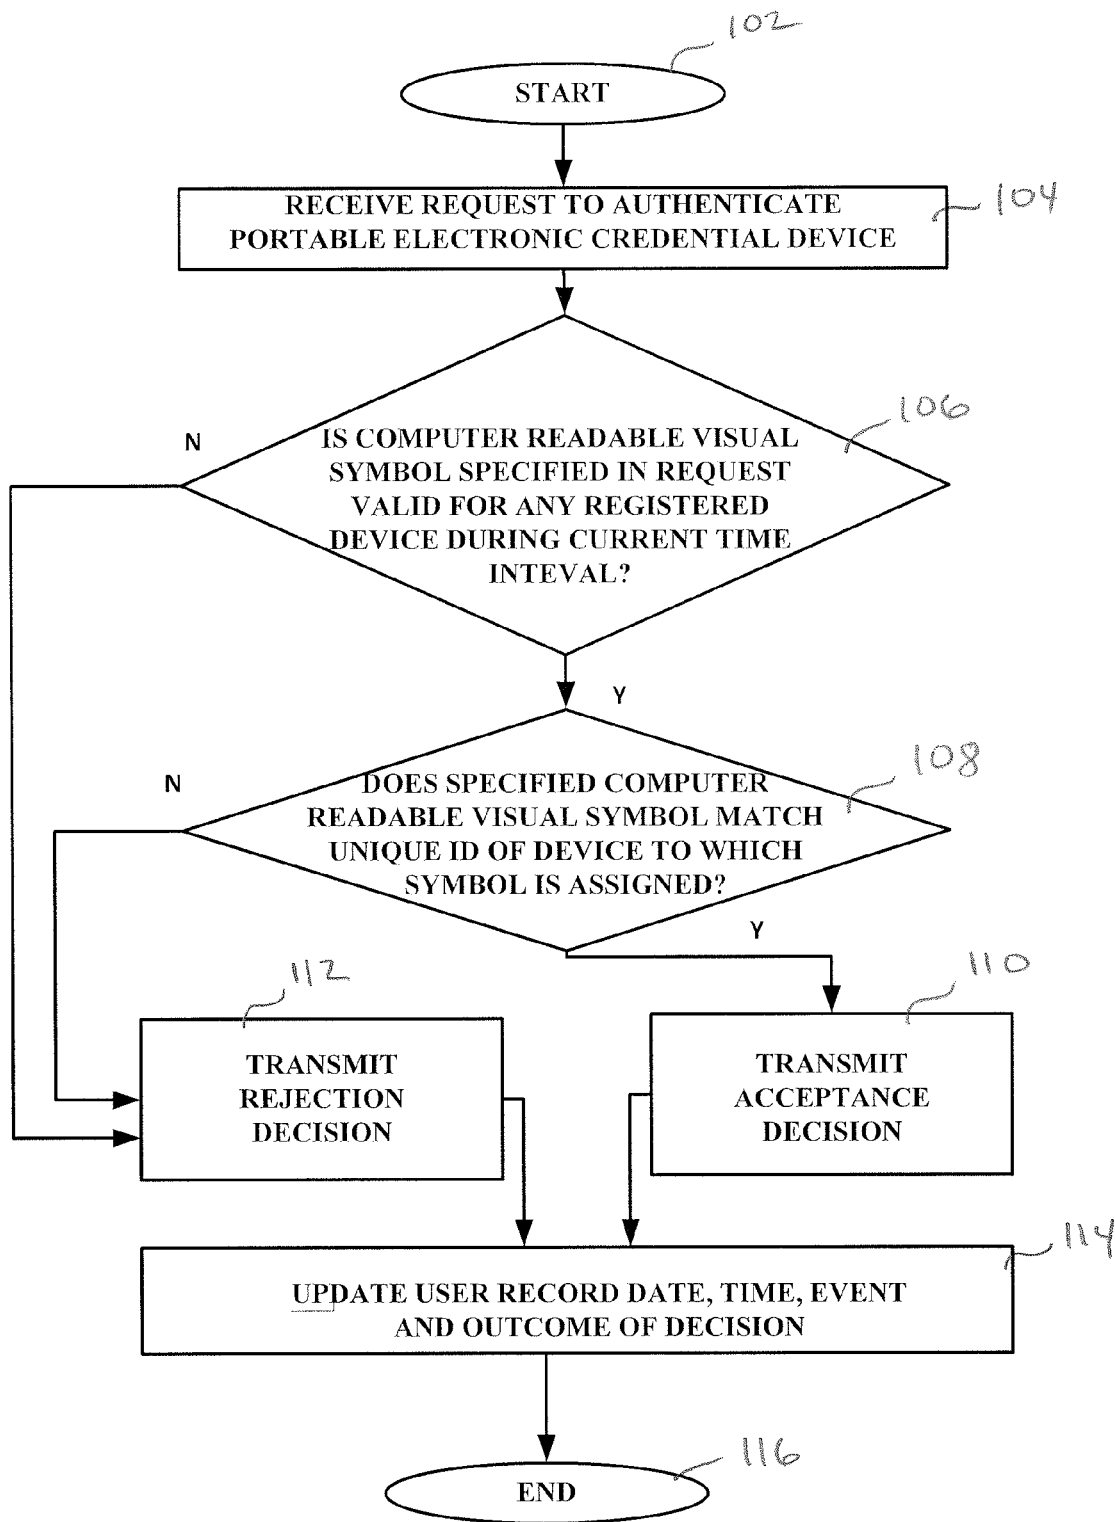 102
START
RECEIVE REQUEST TO AUTHENTICATE
PORTABLE ELECTRONIC CREDENTIAL DEVICE
104
106
N
IS COMPUTER READABLE VISUAL
SYMBOL SPECIFIED IN REQUEST
VALID FOR ANY REGISTERED
DEVICE DURING CURRENT TIME
INTEVAL?
Y
108
N
DOES SPECIFIED COMPUTER
READABLE VISUAL SYMBOL MATCH
UNIQUE ID OF DEVICE TO WHICH
SYMBOL IS ASSIGNED?
Y
112
110
TRANSMIT
REJECTION
DECISION
TRANSMIT
ACCEPTANCE
DECISION
114
UPDATE USER RECORD DATE, TIME, EVENT
AND OUTCOME OF DECISION
116
END